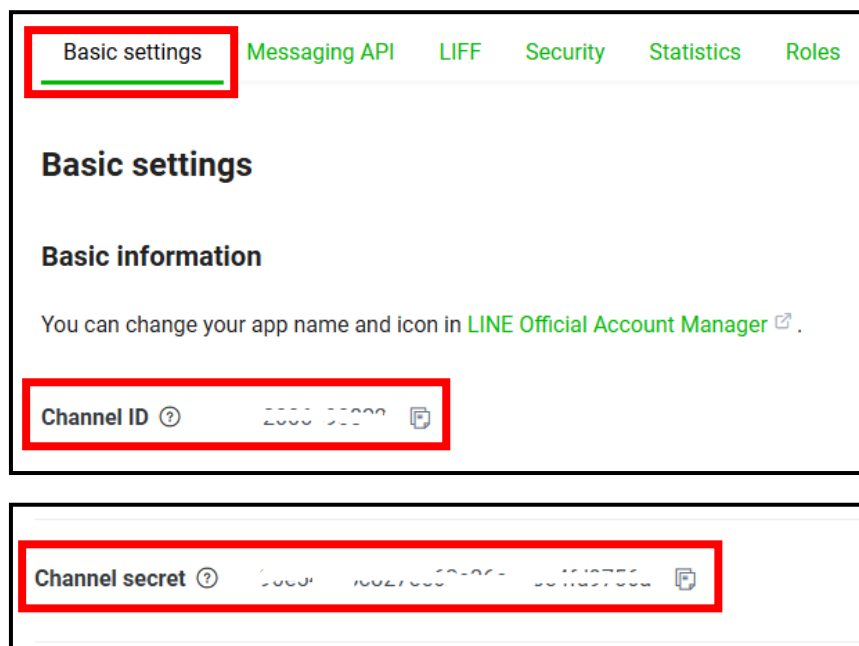 Basic settings Messaging API LIFF Security Statistics Roles
Basic settings
Basic information
You can change your app name and icon in LINE Official Account Manager .
Channel ID
Channel secret